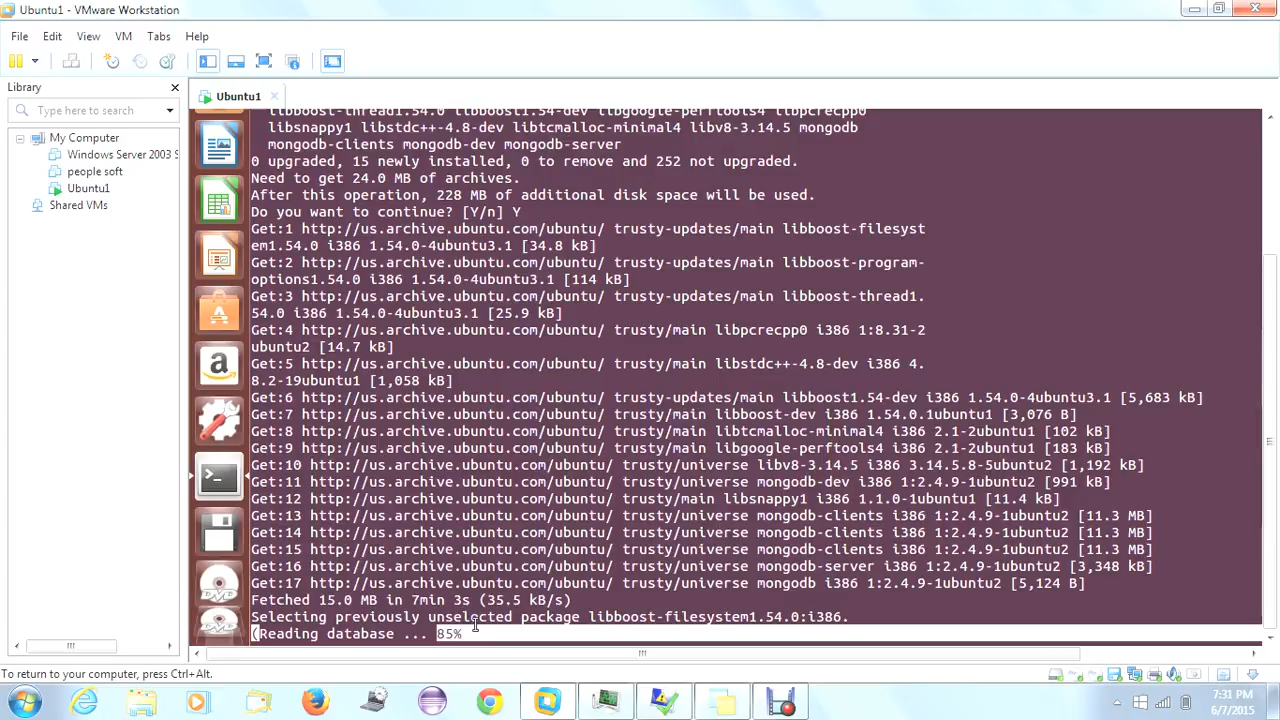 Ubuntu1 - VMware Workstation
File Edit View VM Tabs Help
Library
Type here to search
My Computer
Windows Server 2003 S
people soft
Ubuntu1
Shared VMs
Ubuntu1
libboost-thread1.54.0 libboost1.54-dev libgoogle-perftools4 libpcrecpp0
libsnappy1 libstdc++-4.8-dev libtcmalloc-minimal4 libv8-3.14.5 mongodb
mongodb-clients mongodb-dev mongodb-server
0 upgraded, 15 newly installed, 0 to remove and 252 not upgraded.
Need to get 24.0 MB of archives.
After this operation, 228 MB of additional disk space will be used.
Do you want to continue? [Y/n] Y
Get:1 http://us.archive.ubuntu.com/ubuntu/ trusty-updates/main libboost-filesyst
em1.54.0 i386 1.54.0-4ubuntu3.1 [34.8 kB]
Get:2 http://us.archive.ubuntu.com/ubuntu/ trusty-updates/main libboost-program-
options1.54.0 i386 1.54.0-4ubuntu3.1 [114 kB]
Get:3 http://us.archive.ubuntu.com/ubuntu/ trusty-updates/main libboost-thread1.
54.0 i386 1.54.0-4ubuntu3.1 [25.9 kB]
Get:4 http://us.archive.ubuntu.com/ubuntu/ trusty/main libpcrecpp0 i386 1:8.31-2
ubuntu2 [14.7 kB]
Get:5 http://us.archive.ubuntu.com/ubuntu/ trusty/main libstdc++-4.8-dev i386 4.
8.2-19ubuntu1 [1,058 kB]
Get:6 http://us.archive.ubuntu.com/ubuntu/ trusty-updates/main libboost1.54-dev i386 1.54.0-4ubuntu3.1 [5,683 kB]
Get:7 http://us.archive.ubuntu.com/ubuntu/ trusty/main libboost-dev i386 1.54.0.1ubuntu1 [3,076 B]
Get:8 http://us.archive.ubuntu.com/ubuntu/ trusty/main libtcmalloc-minimal4 i386 2.1-2ubuntu1 [102 kB]
Get:9 http://us.archive.ubuntu.com/ubuntu/ trusty/main libgoogle-perftools4 i386 2.1-2ubuntu1 [183 kB]
Get:10 http://us.archive.ubuntu.com/ubuntu/ trusty/universe libv8-3.14.5 i386 3.14.5.8-5ubuntu2 [1,192 kB]
Get:11 http://us.archive.ubuntu.com/ubuntu/ trusty/universe mongodb-dev i386 1:2.4.9-1ubuntu2 [991 kB]
Get:12 http://us.archive.ubuntu.com/ubuntu/ trusty/main libsnappy1 i386 1.1.0-1ubuntu1 [11.4 kB]
Get:13 http://us.archive.ubuntu.com/ubuntu/ trusty/universe mongodb-clients i386 1:2.4.9-1ubuntu2 [11.3 MB]
Get:14 http://us.archive.ubuntu.com/ubuntu/ trusty/universe mongodb-clients i386 1:2.4.9-1ubuntu2 [11.3 MB]
Get:15 http://us.archive.ubuntu.com/ubuntu/ trusty/universe mongodb-clients i386 1:2.4.9-1ubuntu2 [11.3 MB]
Get:16 http://us.archive.ubuntu.com/ubuntu/ trusty/universe mongodb-server i386 1:2.4.9-1ubuntu2 [3,348 kB]
Get:17 http://us.archive.ubuntu.com/ubuntu/ trusty/universe mongodb i386 1:2.4.9-1ubuntu2 [5,124 B]
Fetched 15.0 MB in 7min 3s (35.5 kB/s)
Selecting previously unselected package libboost-filesystem1.54.0:i386.
(Reading database ... 85%
To return to your computer, press Ctrl+Alt.
7:31 PM
6/7/2015